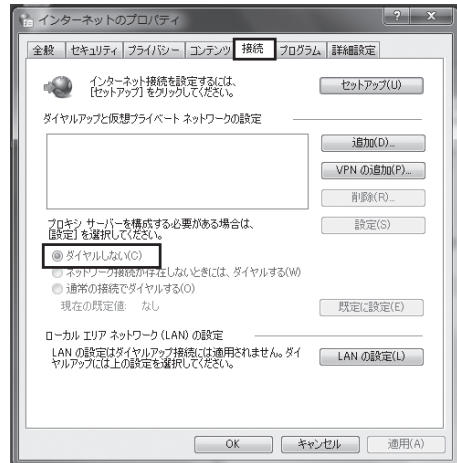 インターネットのプロパティ
全般 セキュリティ プライバシー コンテンツ 接続 プログラム 詳細設定
インターネット接続を設定するには、
[セットアップ] をクリックしてください。
セットアップ(U)
ダイヤルアップと仮想プライベート ネットワークの設定
追加(D)...
VPN の追加(P)...
削除(R)...
プロキシ サーバーを構成する必要がある場合は、
[設定] を選択してください。
設定(S)
ダイヤルしない(C)
ネットワーク接続が存在しないときには、ダイヤルする(W)
通常の接続でダイヤルする(O)
現在の既定値: なし
既定に設定(E)
ローカル エリア ネットワーク (LAN) の設定
LAN の設定はダイヤルアップ接続には適用されません。ダイ
ヤルアップには上の設定を選択してください。
LAN の設定(L)
OK キャンセル 適用(A)